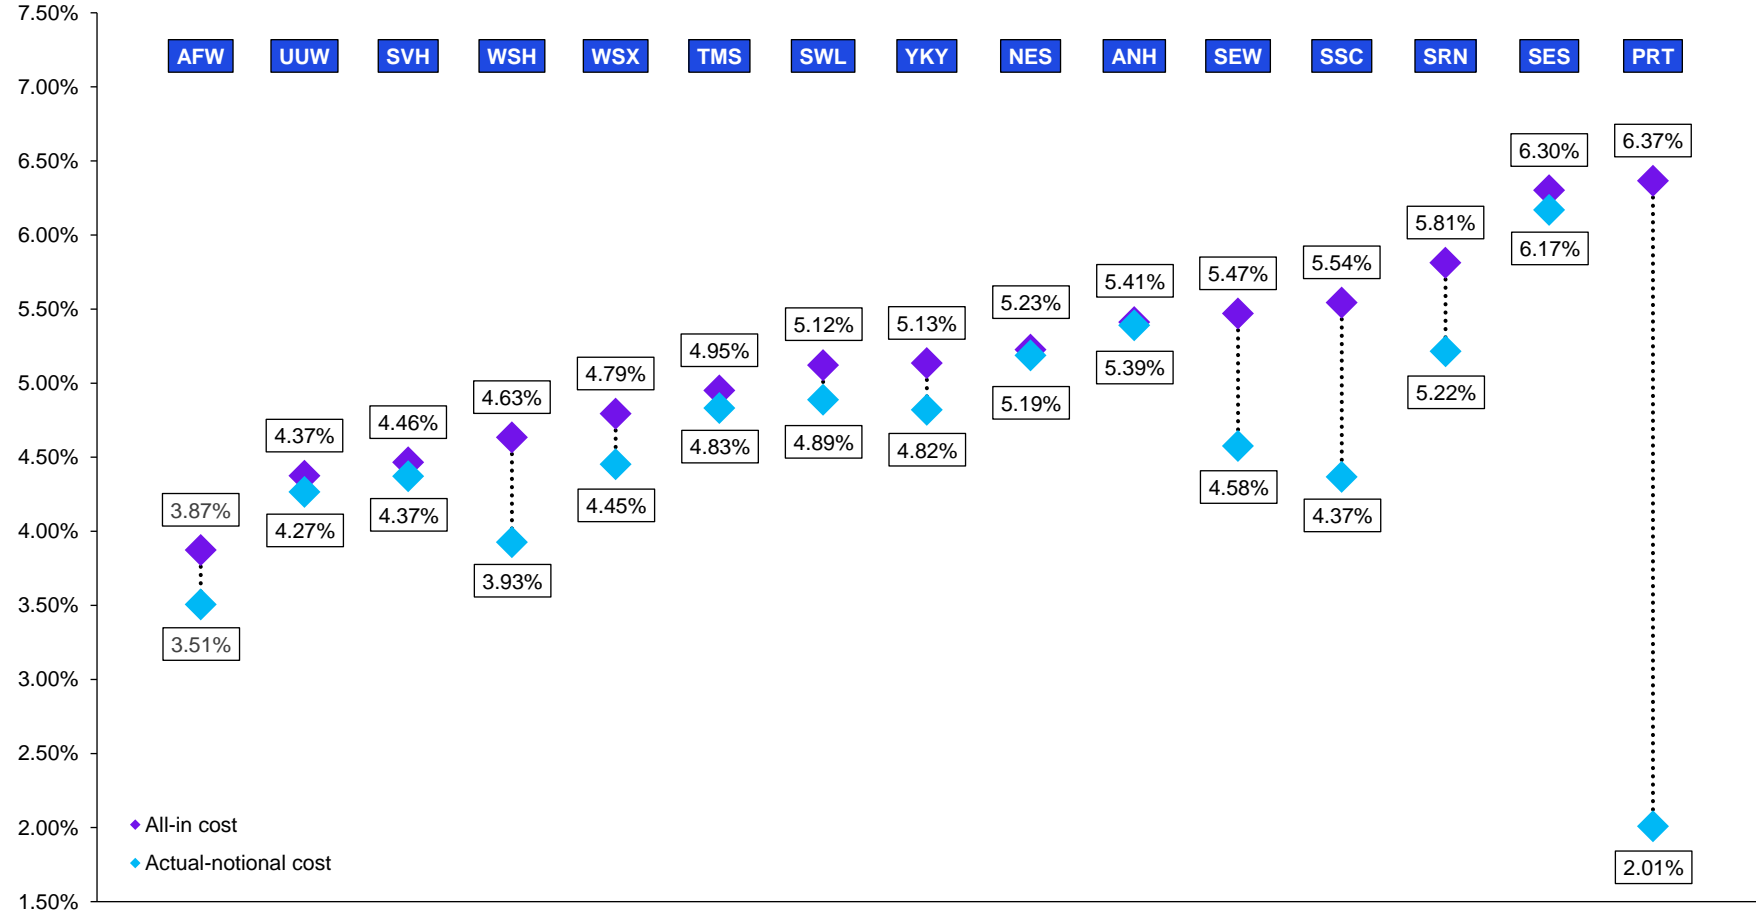 7.50%
AFW UUW SVH WSH WSX TMS SWL YKY NES ANH SEW SSC SRN SES PRT
7.00%
6.50%
6.30% 6.37%
6.00%
5.81%
6.17%
5.50%
5.12% 5.13% 5.23% 5.41% 5.47% 5.54%
5.00%
4.63% 4.79% 4.95%
5.19% 5.39% 5.22%
4.50%
4.37% 4.46%
4.83% 4.89% 4.82%
4.00%
3.87%
4.27% 4.37% 4.45% 4.58% 4.37%
3.50%
3.93%
3.51%
3.00%
2.50%
2.00%
All-in cost
Actual-notional cost
2.01%
1.50%